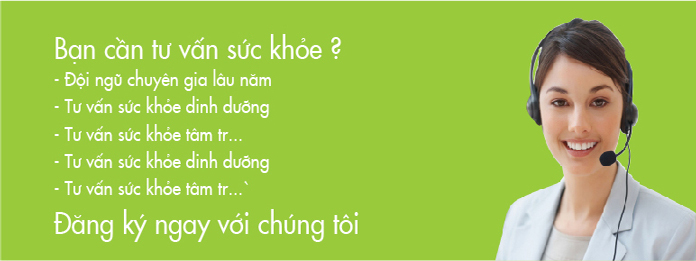 Bạn cần tư vấn sức khỏe ?
- Đội ngũ chuyên gia lâu năm
- Tư vấn sức khỏe dinh dưỡng
- Tư vấn sức khỏe tâm tr...
- Tư vấn sức khỏe dinh dưỡng
- Tư vấn sức khỏe tâm tr...`
Đăng ký ngay với chúng tôi